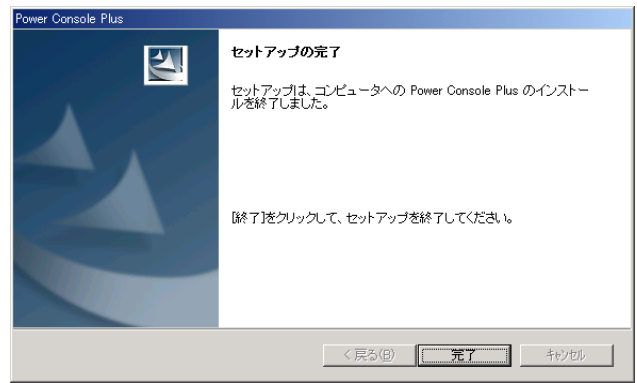 Power Console Plus
セットアップの完了
セットアップは、コンピュータへの Power Console Plus のインストー
ルを終了しました。
[終了]をクリックして、セットアップを終了してください。
< 戻る(B) 完了 キャンセル